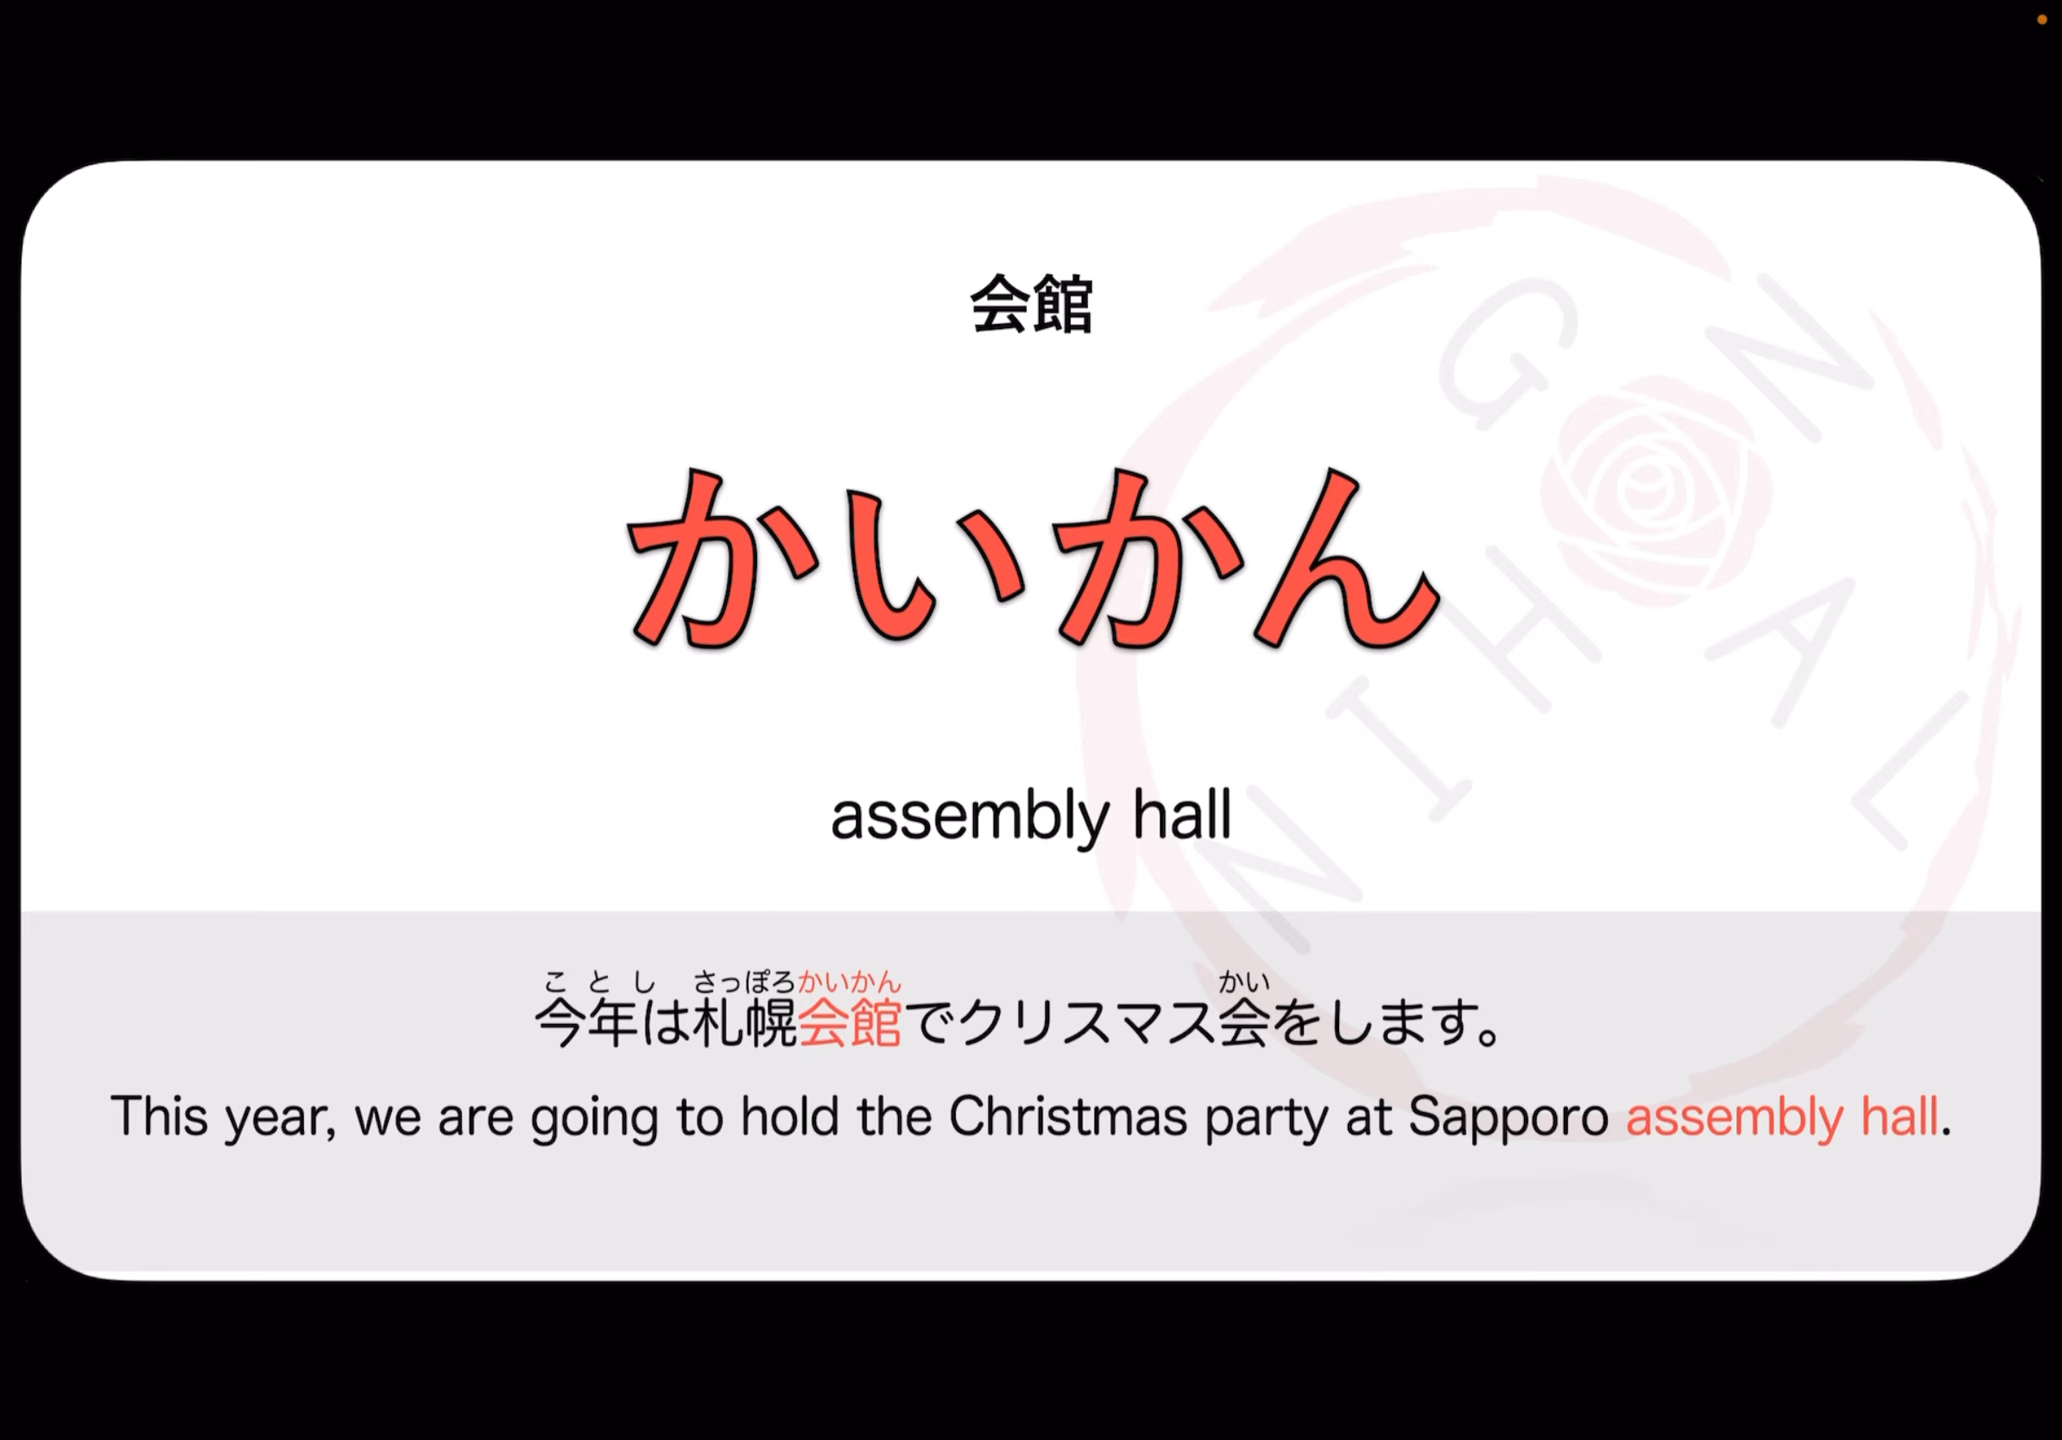 会館
かいかん
assembly hall
ことし さっぽろかいかん かい
今年は札幌会館でクリスマス会をします。
This year, we are going to hold the Christmas party at Sapporo assembly hall.
NIHONGONAL